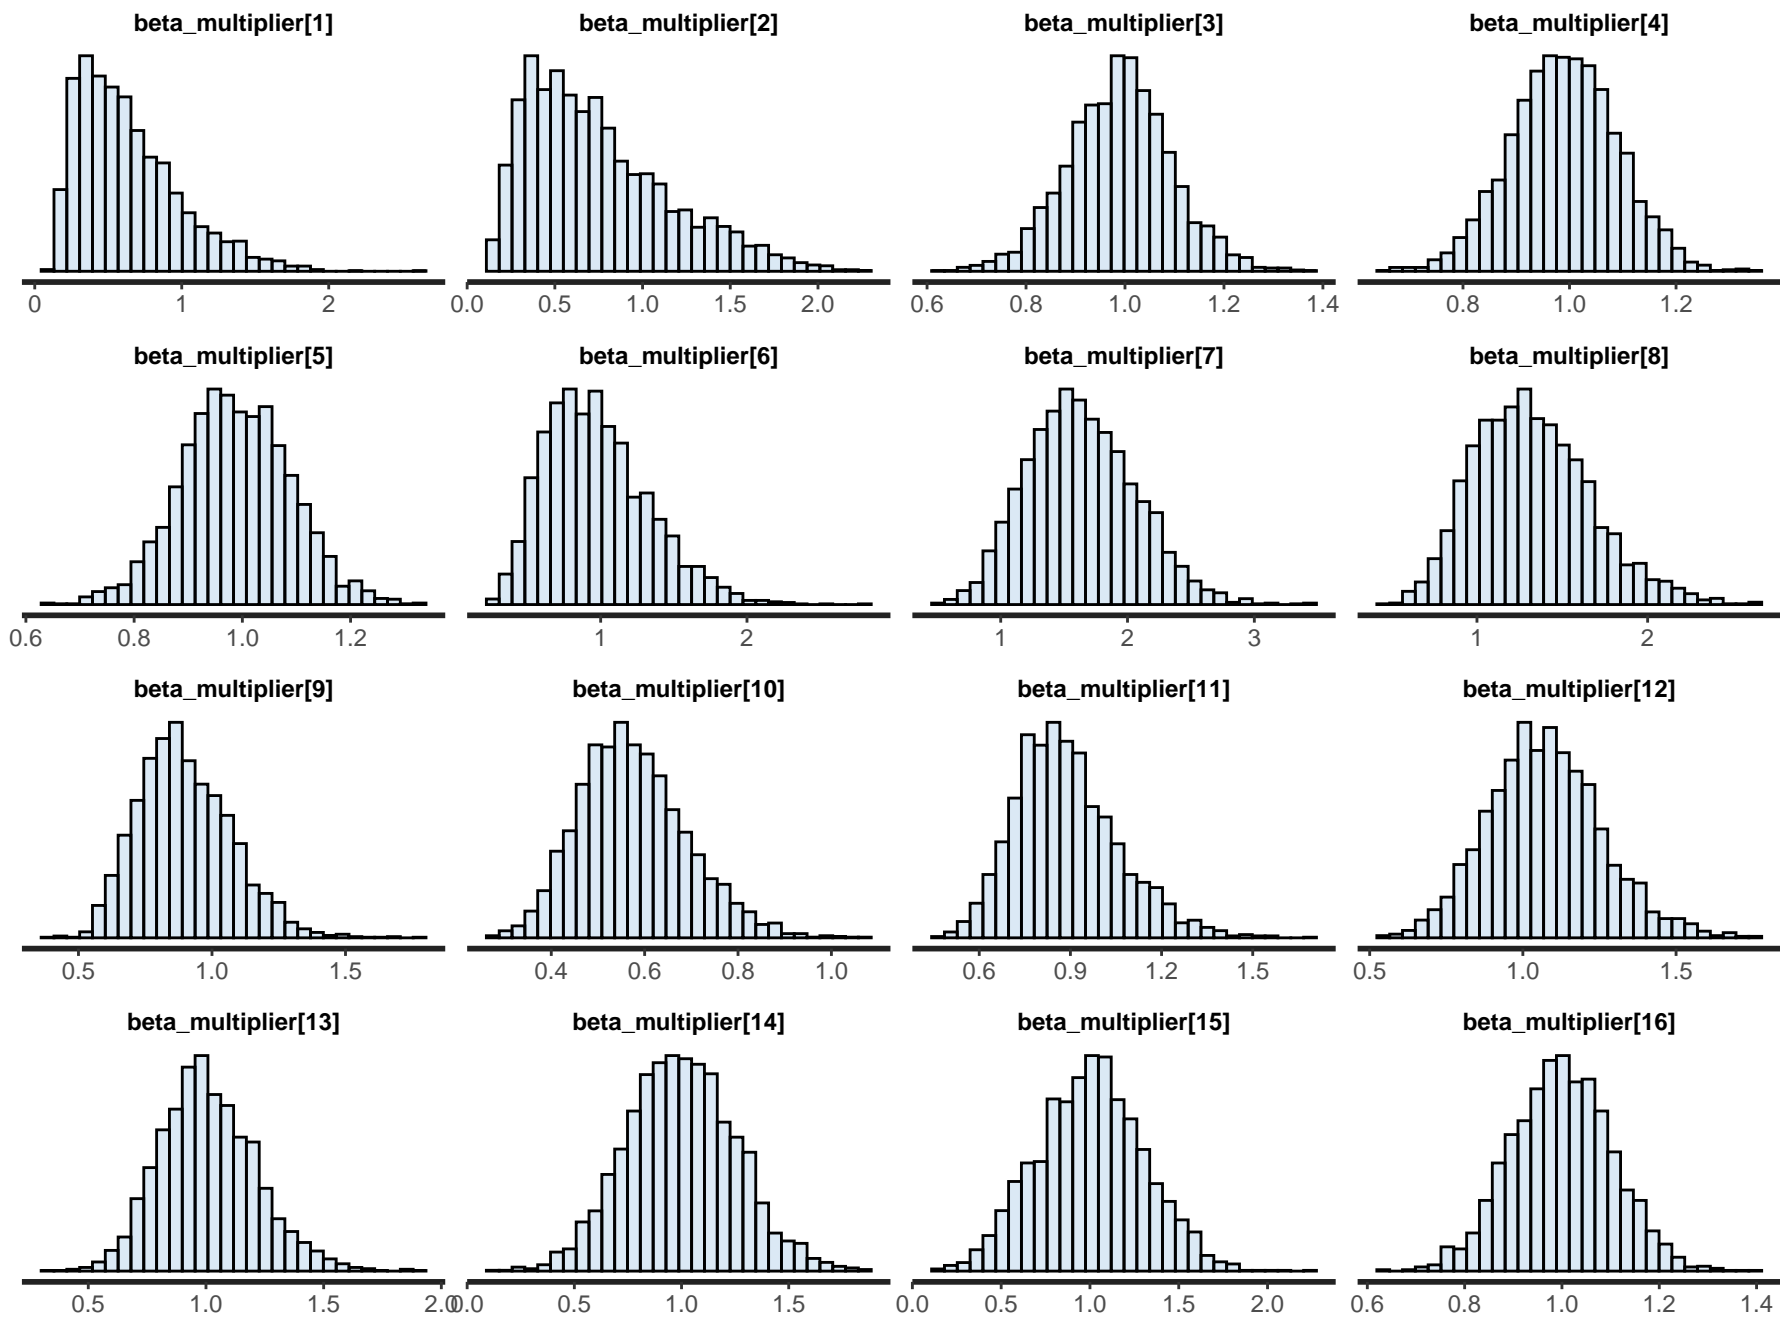 beta_multiplier[1] beta_multiplier[2] beta_multiplier[3] beta_multiplier[4]
0 1 2 0.0 0.5 1.0 1.5 2.0 0.6 0.8 1.0 1.2 1.4 0.8 1.0 1.2
beta_multiplier[5] beta_multiplier[6] beta_multiplier[7] beta_multiplier[8]
0.6 0.8 1.0 1.2 1 2 1 2 3 1 2
beta_multiplier[9] beta_multiplier[10] beta_multiplier[11] beta_multiplier[12]
0.5 1.0 1.5 0.4 0.6 0.8 1.0 0.6 0.9 1.2 1.5 0.5 1.0 1.5
beta_multiplier[13] beta_multiplier[14] beta_multiplier[15] beta_multiplier[16]
0.5 1.0 1.5 2.0 0.0 0.5 1.0 1.5 0.0 0.5 1.0 1.5 2.0 0.6 0.8 1.0 1.2 1.4